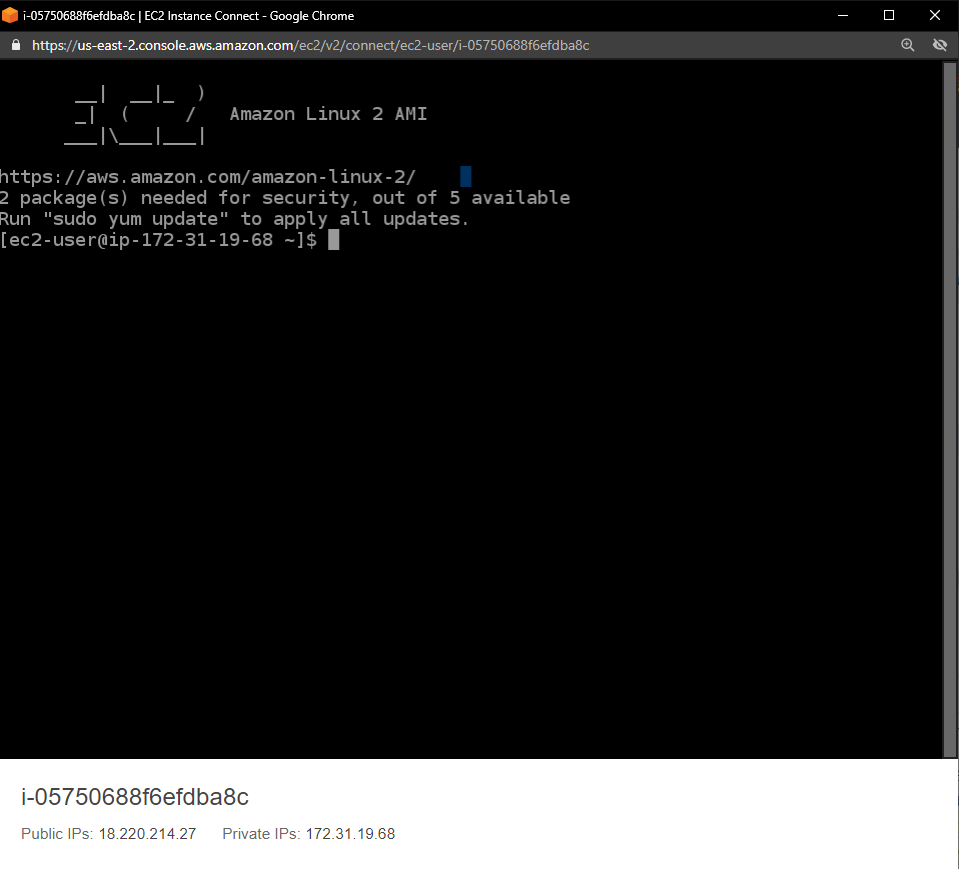 i-05750688f6efdba8c | EC2 Instance Connect - Google Chrome
https://us-east-2.console.aws.amazon.com/ec2/v2/connect/ec2-user/i-05750688f6efdba8c
       __|  __|_  )
       _|  (     /   Amazon Linux 2 AMI
      ___|\___|___|
https://aws.amazon.com/amazon-linux-2/
2 package(s) needed for security, out of 5 available
Run "sudo yum update" to apply all updates.
[ec2-user@ip-172-31-19-68 ~]$
i-05750688f6efdba8c
Public IPs: 18.220.214.27 Private IPs: 172.31.19.68